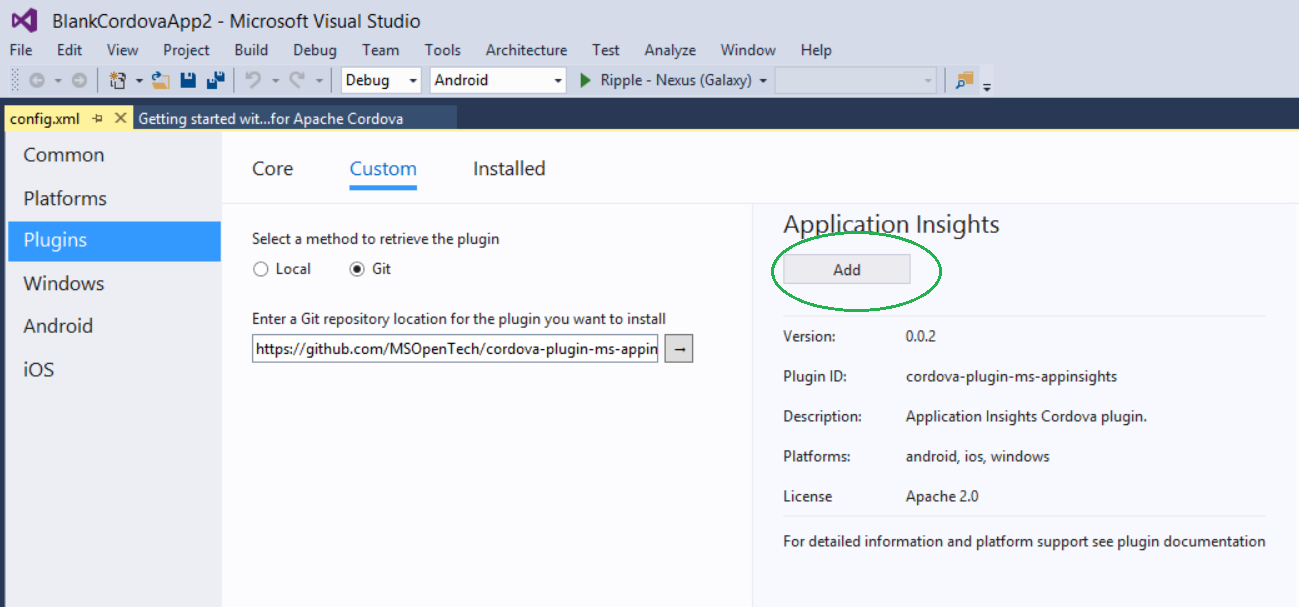 BlankCordovaApp2 - Microsoft Visual Studio
File Edit View Project Build Debug Team Tools Architecture Test Analyze Window Help
Debug Android Ripple - Nexus (Galaxy)
config.xml Getting started wit...for Apache Cordova
Common
Platforms
Plugins
Windows
Android
iOS
Core Custom Installed
Select a method to retrieve the plugin
Local Git
Enter a Git repository location for the plugin you want to install
https://github.com/MSOpenTech/cordova-plugin-ms-appin →
Application Insights
Add
Version: 0.0.2
Plugin ID: cordova-plugin-ms-appinsights
Description: Application Insights Cordova plugin.
Platforms: android, ios, windows
License Apache 2.0
For detailed information and platform support see plugin documentation